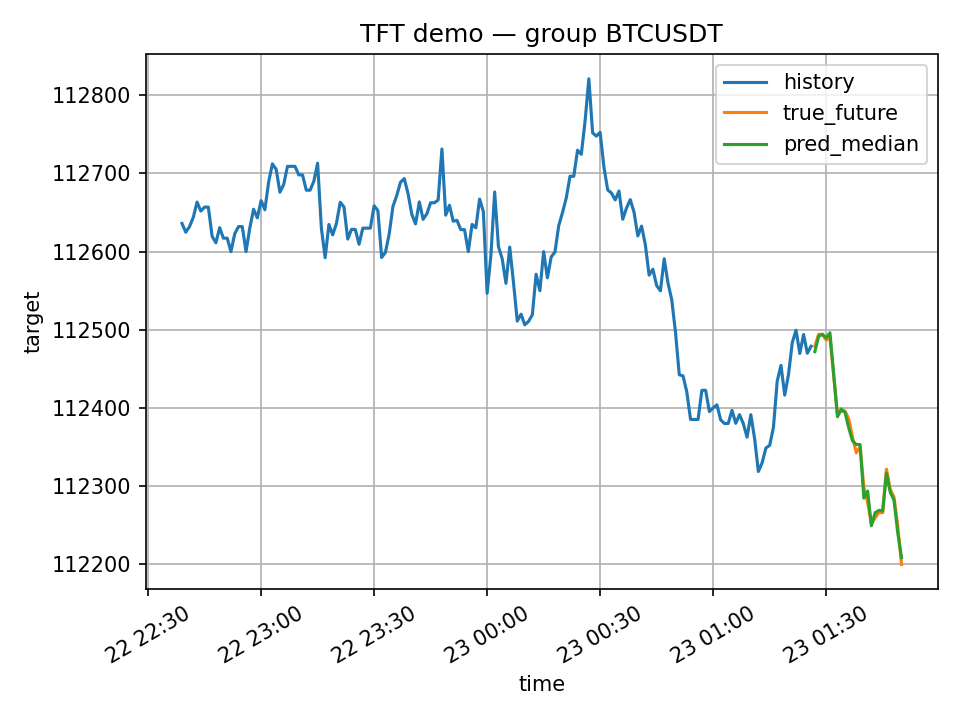 TFT demo — group BTCUSDT
history
true_future
pred_median
112800
112700
112600
112500
112400
112300
112200
target
22 22:30
22 23:00
22 23:30
23 00:00
23 00:30
23 01:00
23 01:30
time